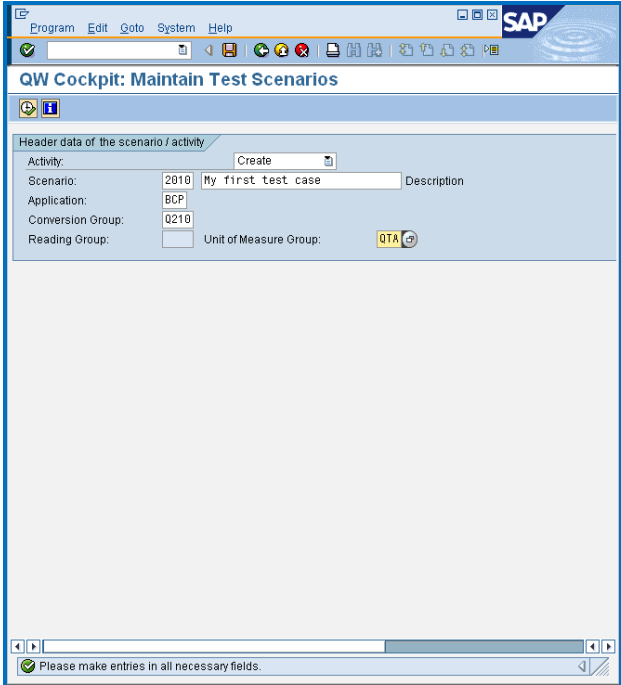 Program Edit Goto System Help
SAP
QW Cockpit: Maintain Test Scenarios
Header data of the scenario / activity
Activity: Create
Scenario: 2010 My first test case Description
Application: BCP
Conversion Group: Q210
Reading Group: Unit of Measure Group: QTA
Please make entries in all necessary fields.